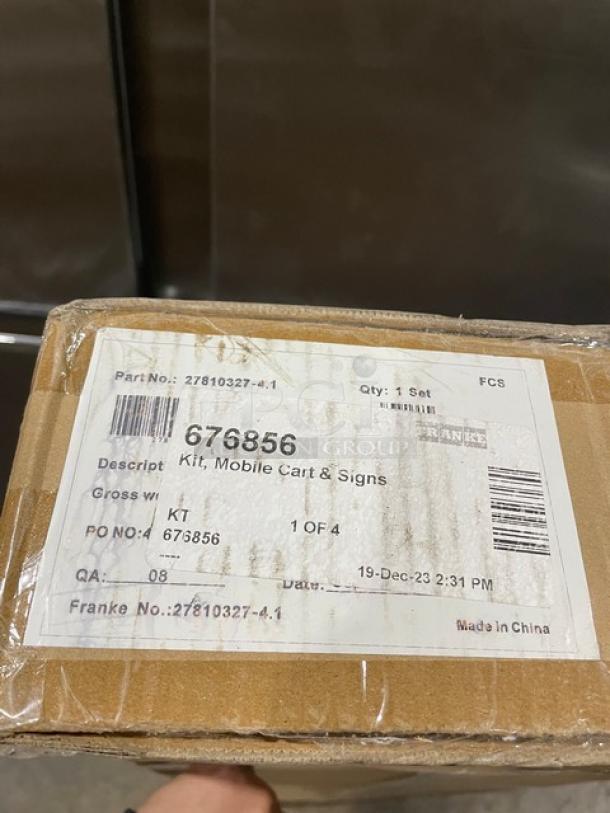 Part No.: 27810327-4.1
Qty: 1 Set
FCS
676856
FRANKE
Descript
Kit, Mobile Cart & Signs
Gross w
KT
1 OF 4
PO NO:4
676856
QA: 08
Date:
19-Dec-23 2:31 PM
Franke No.:27810327-4.1
Made in China
GROUP